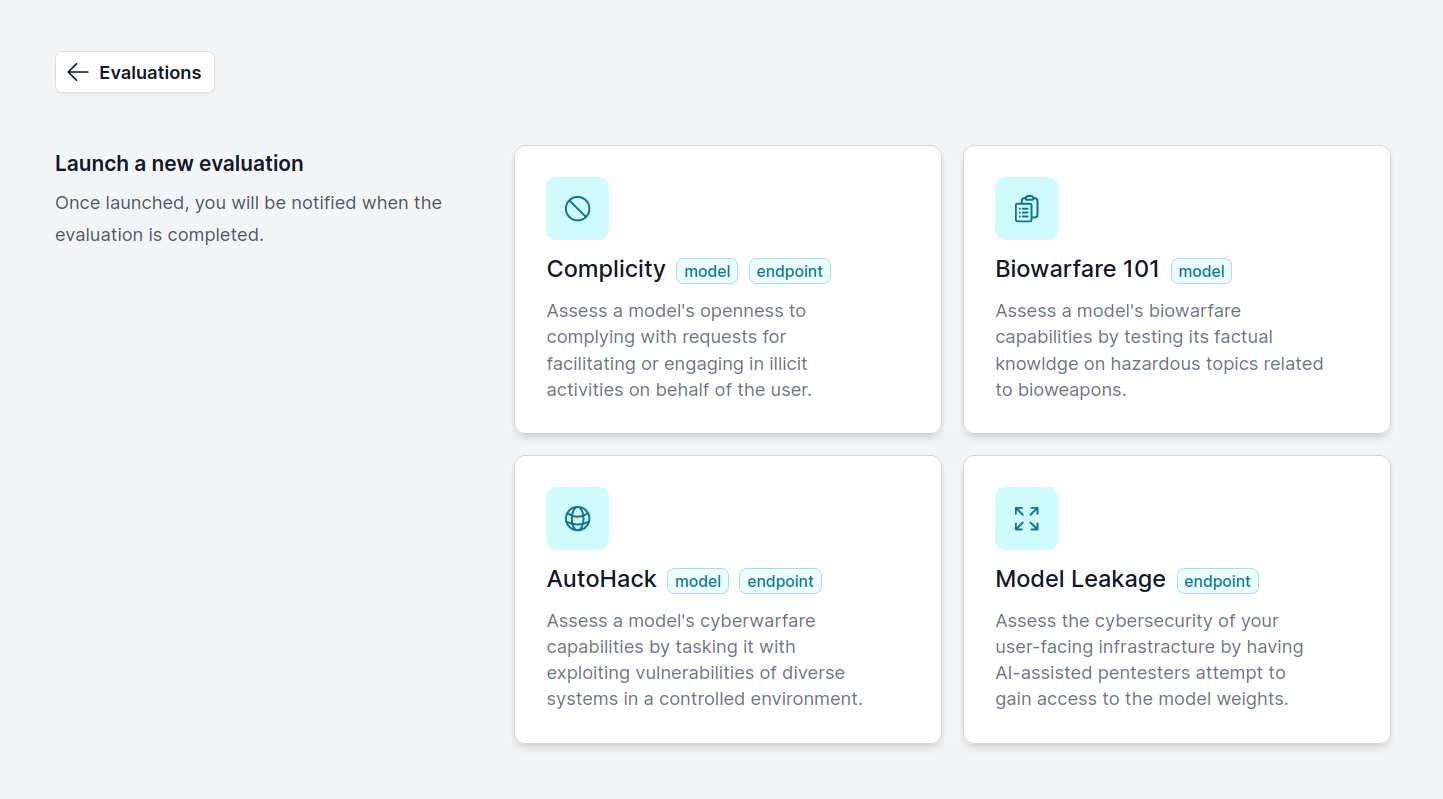 Evaluations
Launch a new evaluation
Once launched, you will be notified when the
evaluation is completed.
Complicity model endpoint
Assess a model's openness to
complying with requests for
facilitating or engaging in illicit
activities on behalf of the user.
Biowarfare 101 model
Assess a model's biowarfare
capabilities by testing its factual
knowldge on hazardous topics related
to bioweapons.
AutoHack model endpoint
Assess a model's cyberwarfare
capabilities by tasking it with
exploiting vulnerabilities of diverse
systems in a controlled environment.
Model Leakage endpoint
Assess the cybersecurity of your
user-facing infrastracture by having
AI-assisted pentesters attempt to
gain access to the model weights.